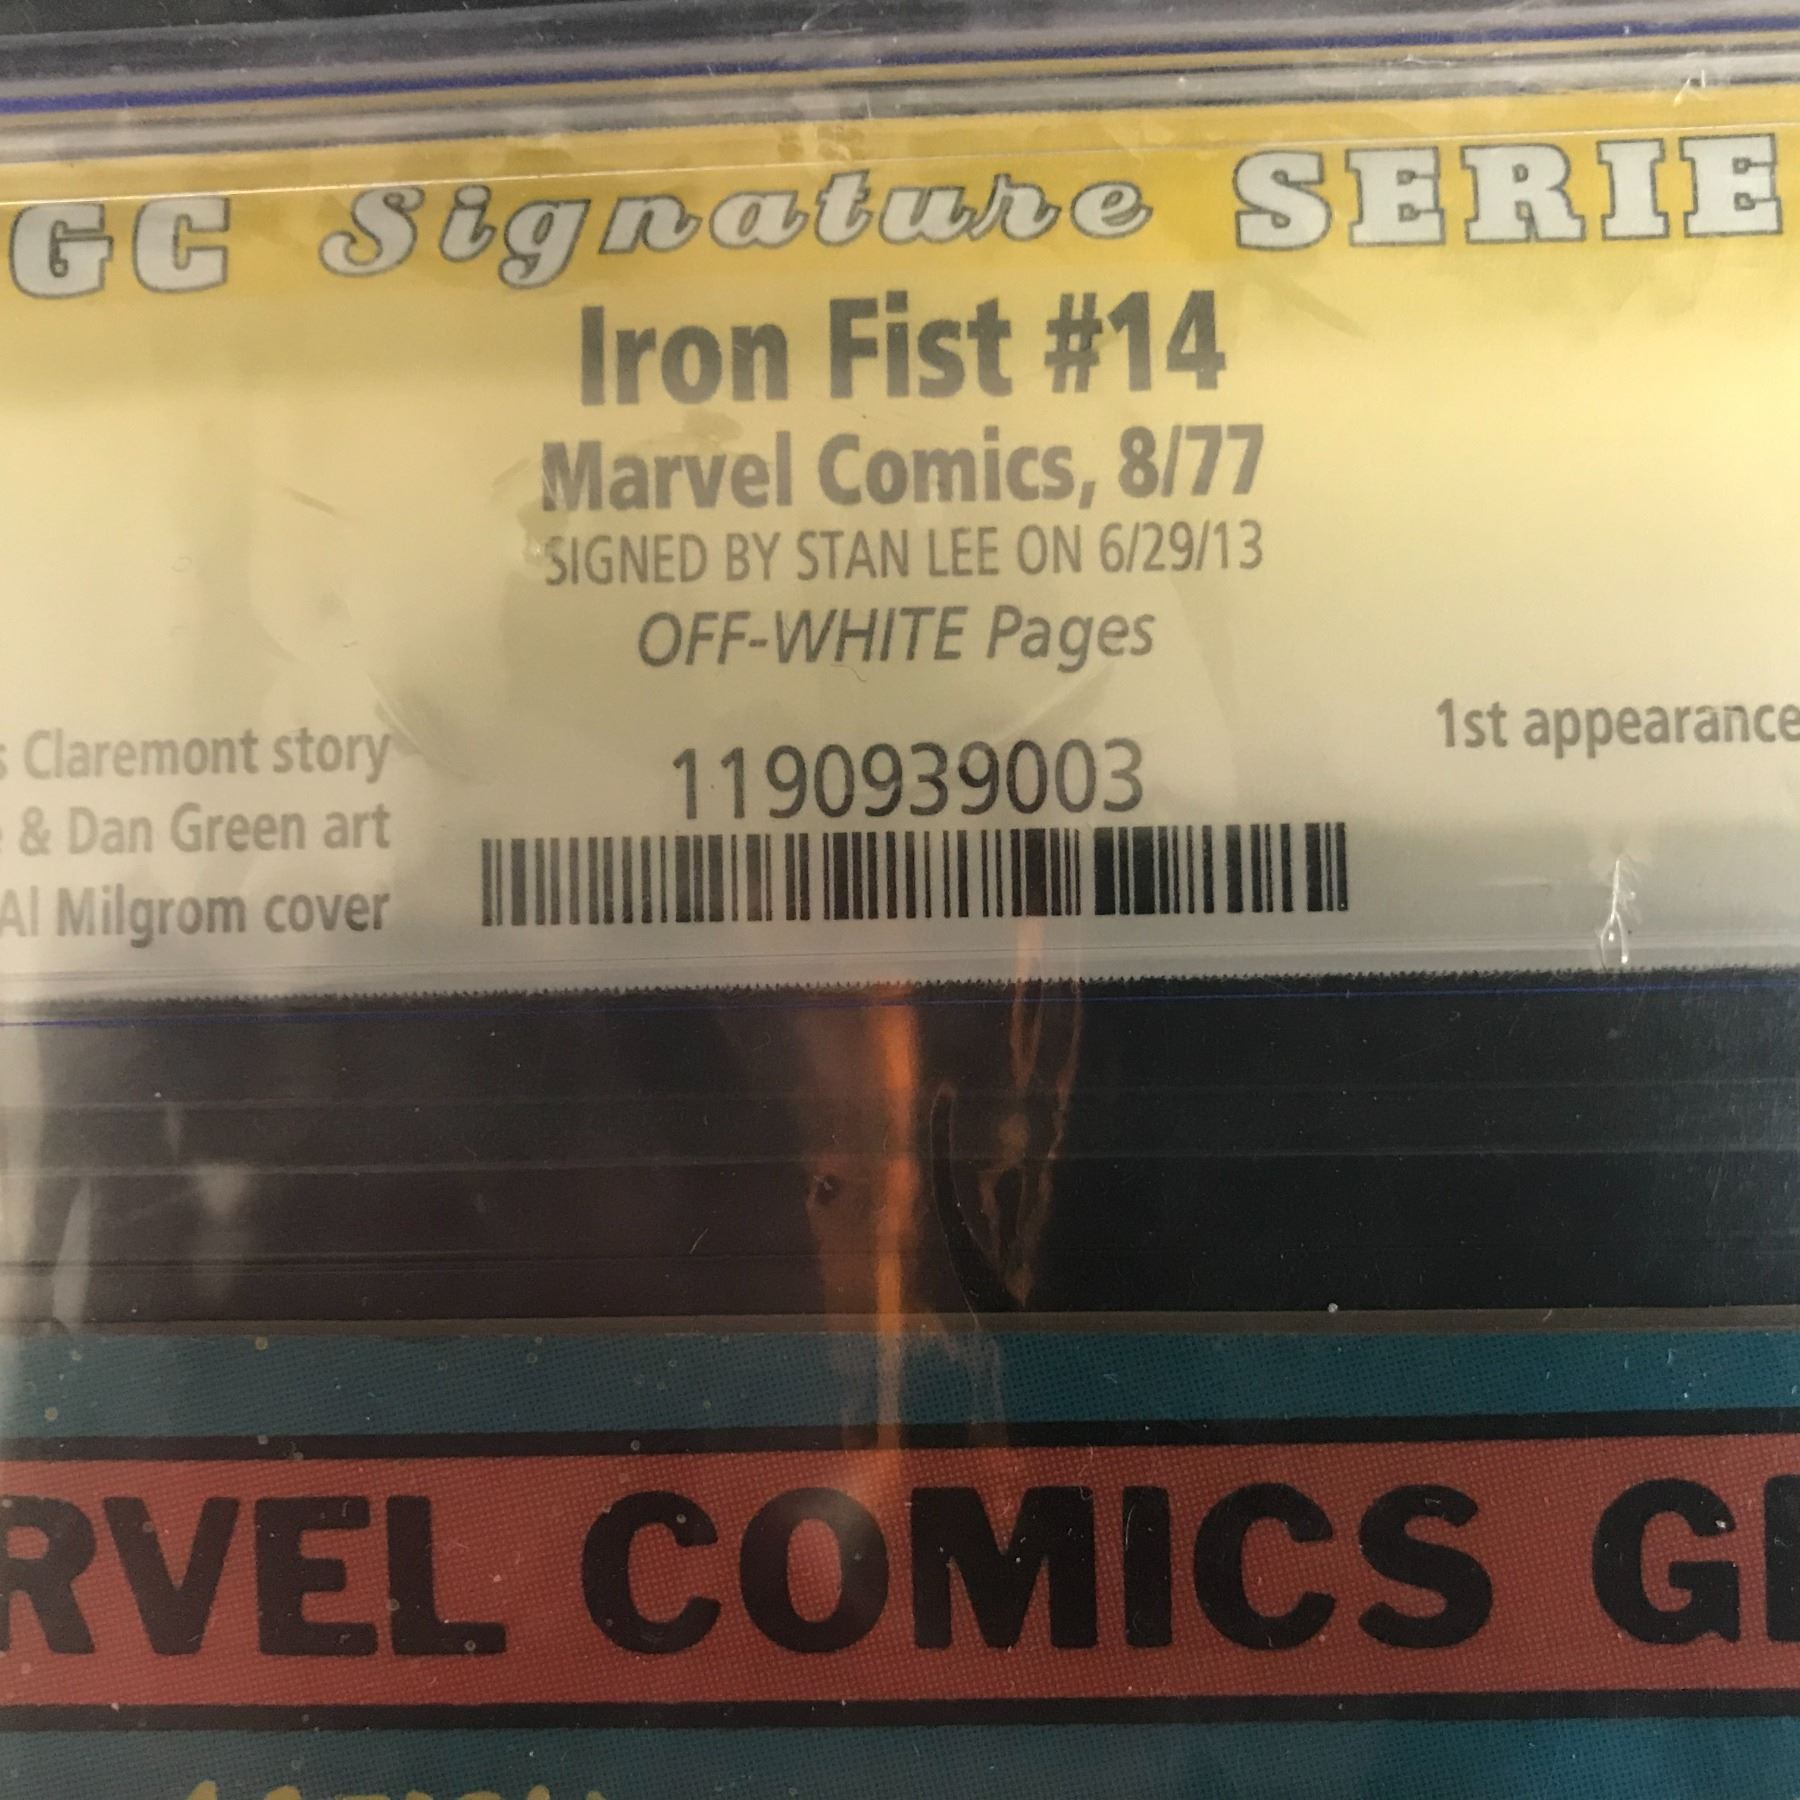 GC Signature SERIE
Iron Fist #14
Marvel Comics, 8/77
SIGNED BY STAN LEE ON 6/29/13
OFF-WHITE Pages
s Claremont story
& Dan Green art
Al Milgrom cover
1190939003
1st appearance
RVEL COMICS G